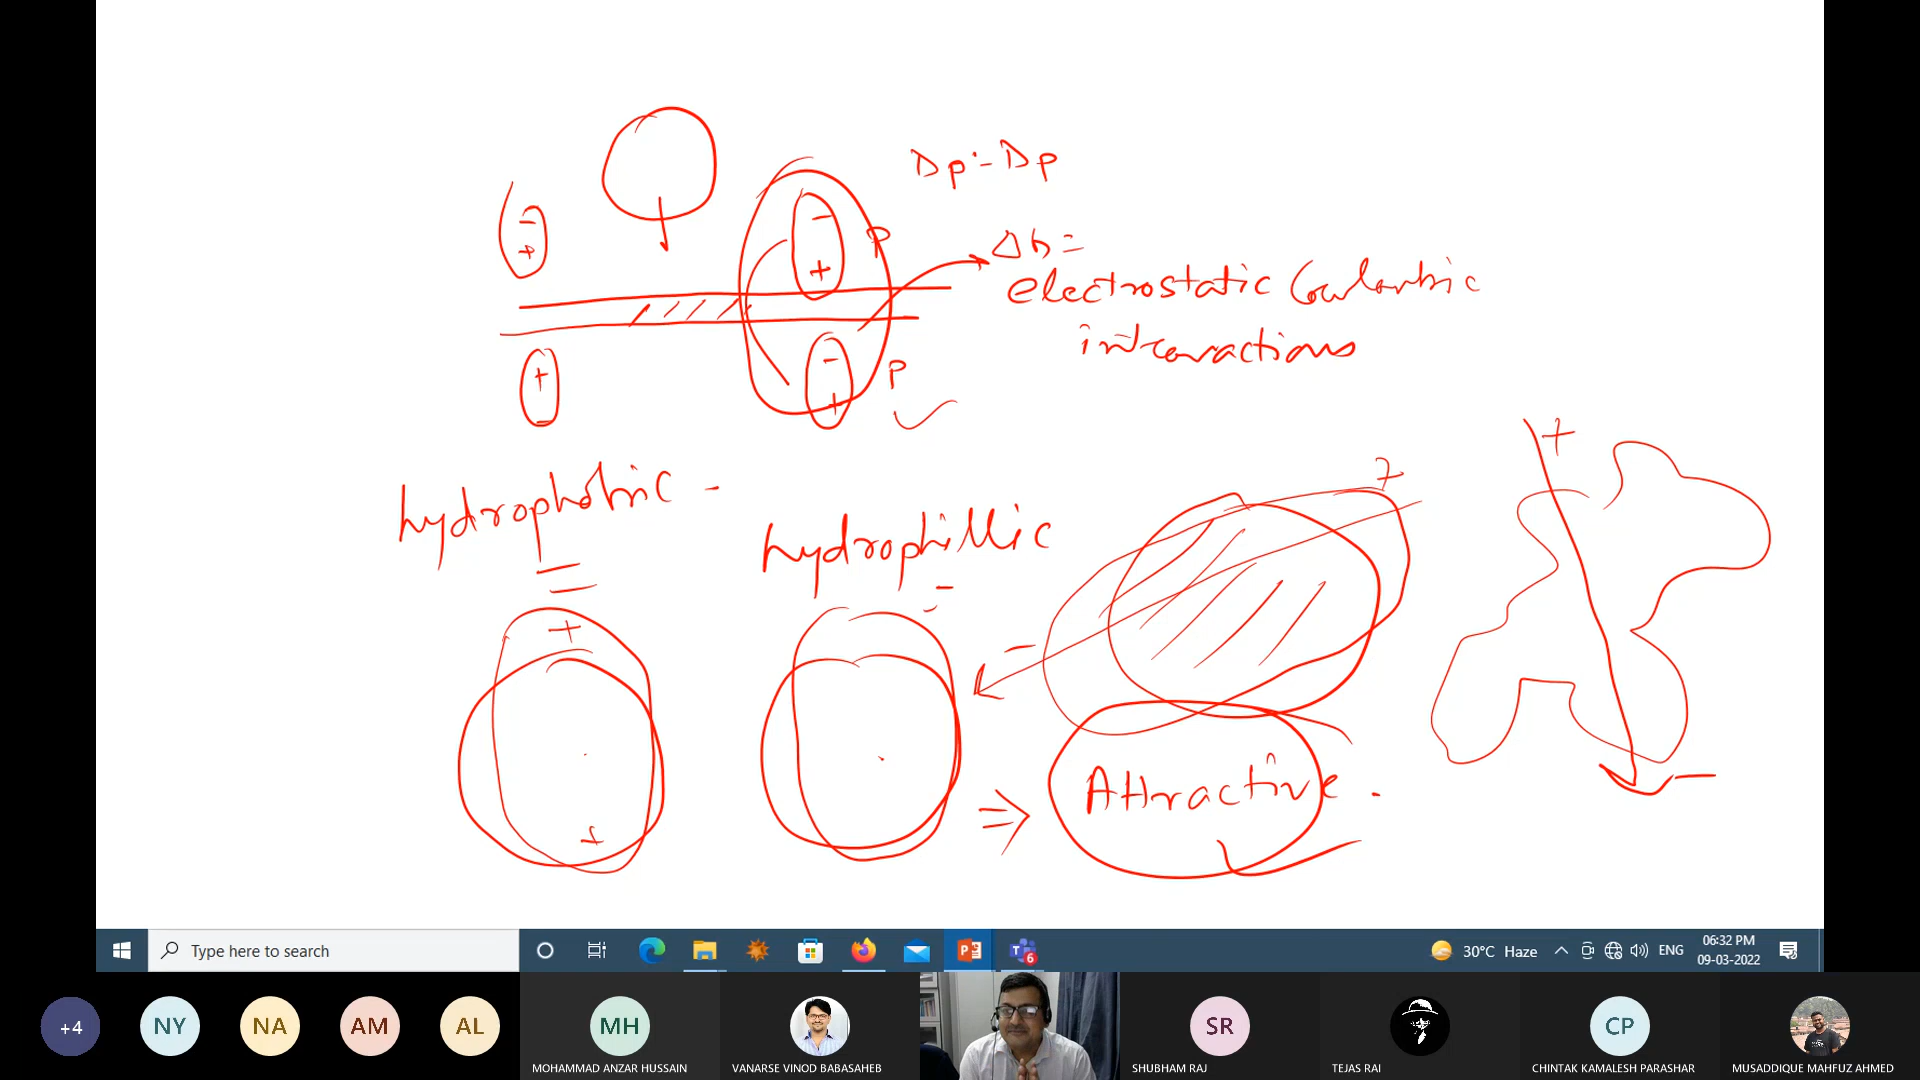 Dp - Dp
-
+
-
+
P
Δh =
electrostatic Coulombic
interactions
+
-
-
+
P
+
hydrophobic -
hydrophillic
+
-
+
-
Attractive.
Type here to search
30°C Haze
ENG
06:32 PM
09-03-2022
6
+4
NY
NA
AM
AL
MH
SR
CP
MOHAMMAD ANZAR HUSSAIN
VANARSE VINOD BABASAHEB
SHUBHAM RAJ
TEJAS RAI
CHINTAK KAMALESH PARASHAR
MUSADDIQUE MAHFUZ AHMED